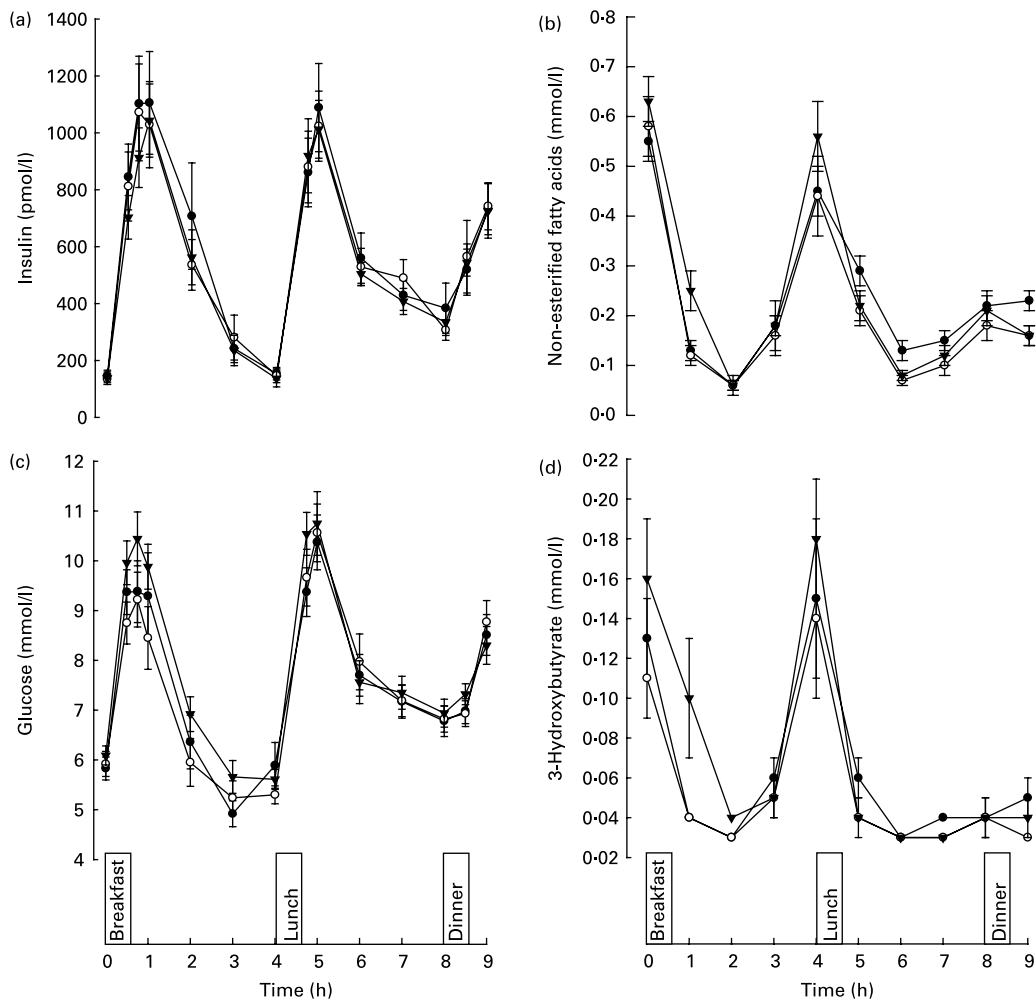 (a)
1400
1200
1000
800
600
400
200
0
Insulin (pmol/l)
(b)
0·8
0·7
0·6
0·5
0·4
0·3
0·2
0·1
0·0
Non-esterified fatty acids (mmol/l)
(c)
12
11
10
9
8
7
6
5
4
Glucose (mmol/l)
Breakfast
Lunch
Dinner
0 1 2 3 4 5 6 7 8 9
Time (h)
(d)
0·22
0·20
0·18
0·16
0·14
0·12
0·10
0·08
0·06
0·04
0·02
3-Hydroxybutyrate (mmol/l)
Breakfast
Lunch
Dinner
0 1 2 3 4 5 6 7 8 9
Time (h)